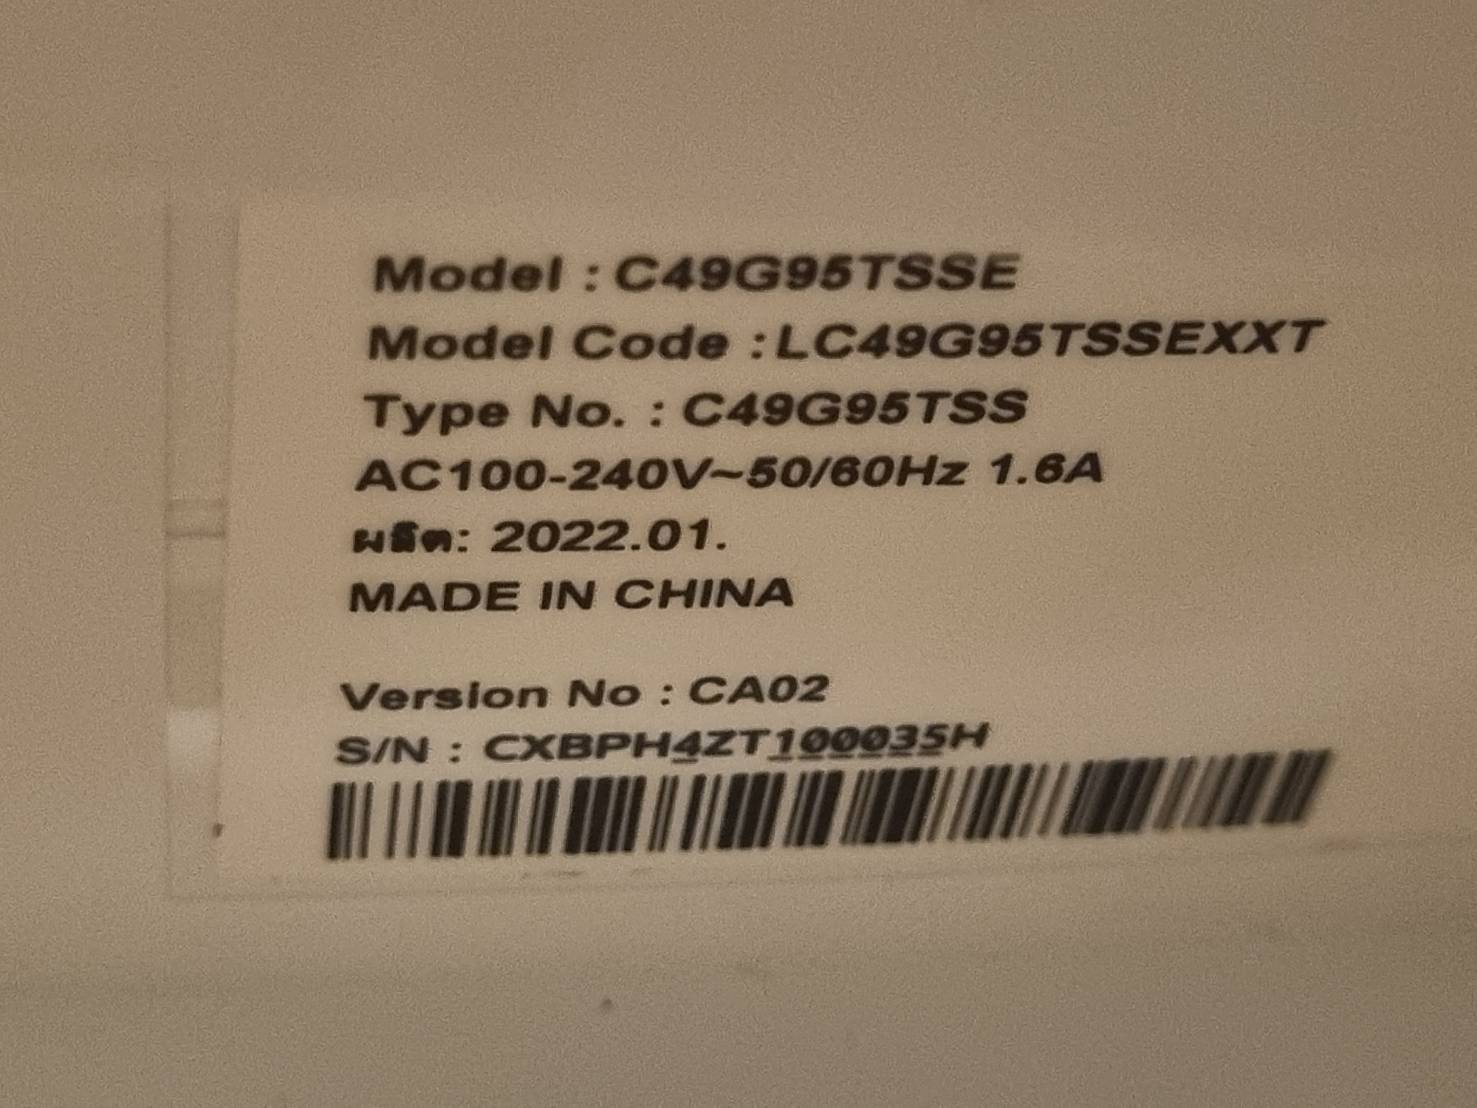 Model : C49G95TSSE
Model Code : LC49G95TSSEXXT
Type No. : C49G95TSS
AC100-240V~50/60Hz 1.6A
ผลิต: 2022.01.
MADE IN CHINA
Version No : CA02
S/N : CXBPH4ZT100035H